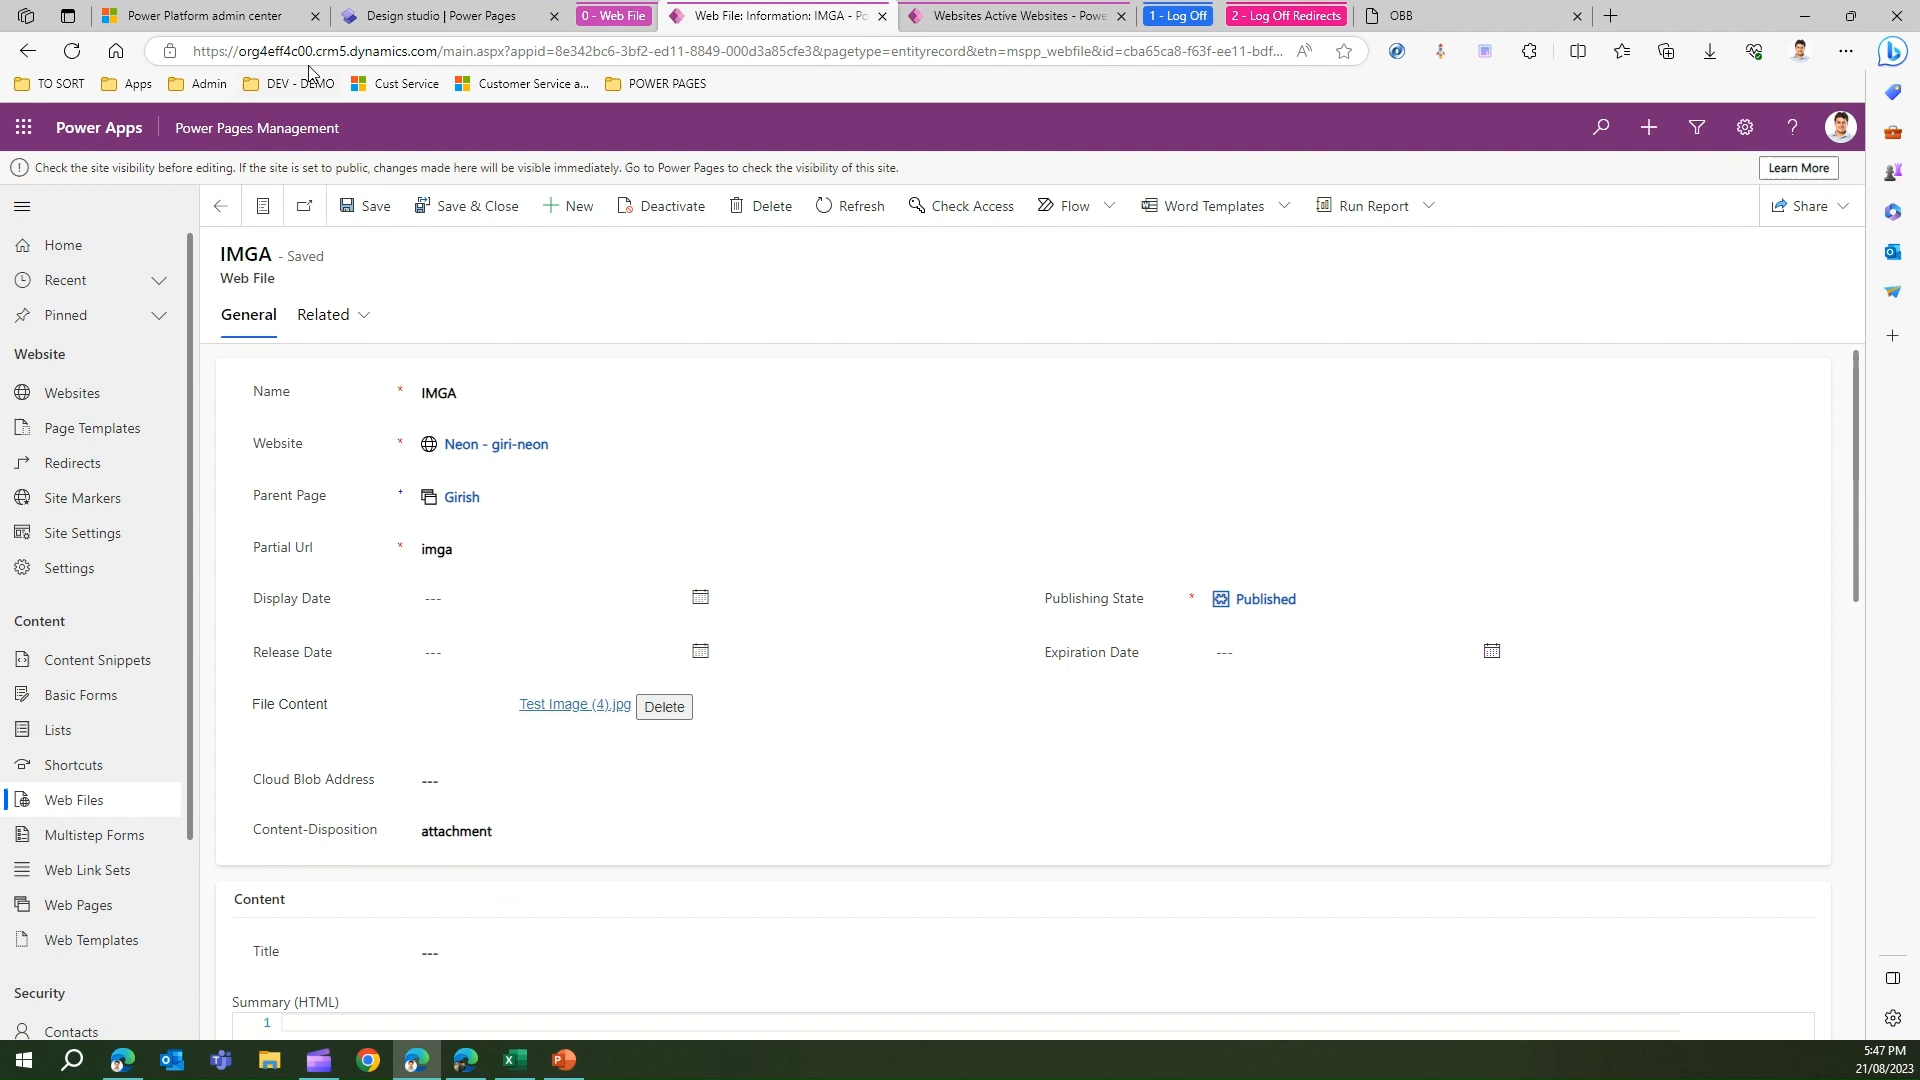 Power Platform admin center
Design studio | Power Pages
0 - Web File
Web File: Information: IMGA - Po
Websites Active Websites - Powe
1 - Log Off
2 - Log Off Redirects
OBB
https://org4eff4c00.crm5.dynamics.com/main.aspx?appid=8e342bc6-3bf2-ed11-8849-000d3a85cfe3&pagetype=entityrecord&etn=mspp_webfile&id=cba65ca8-f63f-ee11-bdf...
TO SORT
Apps
Admin
DEV - DEMO
Cust Service
Customer Service a...
POWER PAGES
Power Apps
Power Pages Management
Check the site visibility before editing. If the site is set to public, changes made here will be visible immediately. Go to Power Pages to check the visibility of this site.
Learn More
Save
Save & Close
New
Deactivate
Delete
Refresh
Check Access
Flow
Word Templates
Run Report
Share
Home
Recent
Pinned
Website
Websites
Page Templates
Redirects
Site Markers
Site Settings
Settings
Content
Content Snippets
Basic Forms
Lists
Shortcuts
Web Files
Multistep Forms
Web Link Sets
Web Pages
Web Templates
Security
Contacts
IMGA - Saved
Web File
General
Related
Name * IMGA
Website * Neon - giri-neon
Parent Page + Girish
Partial Url * imga
Display Date ---
Publishing State * Published
Release Date ---
Expiration Date ---
File Content Test Image (4).jpg Delete
Cloud Blob Address ---
Content-Disposition attachment
Content
Title ---
Summary (HTML)
1
5:47 PM
21/08/2023